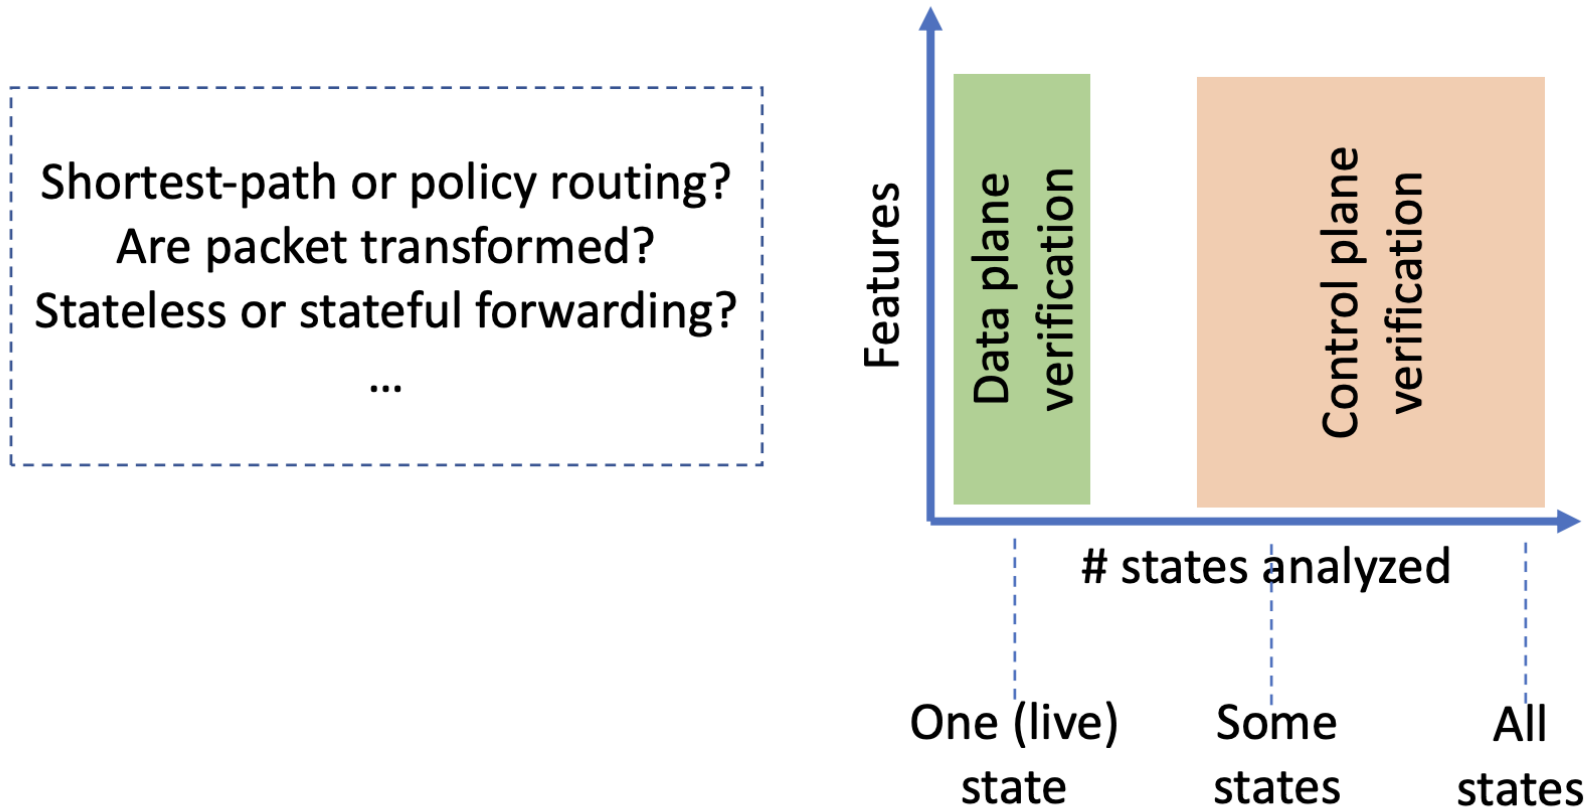 Shortest-path or policy routing?
Are packet transformed?
Stateless or stateful forwarding?
...
Features
Data plane
verification
Control plane
verification
# states analyzed
One (live)
state
Some
states
All
states